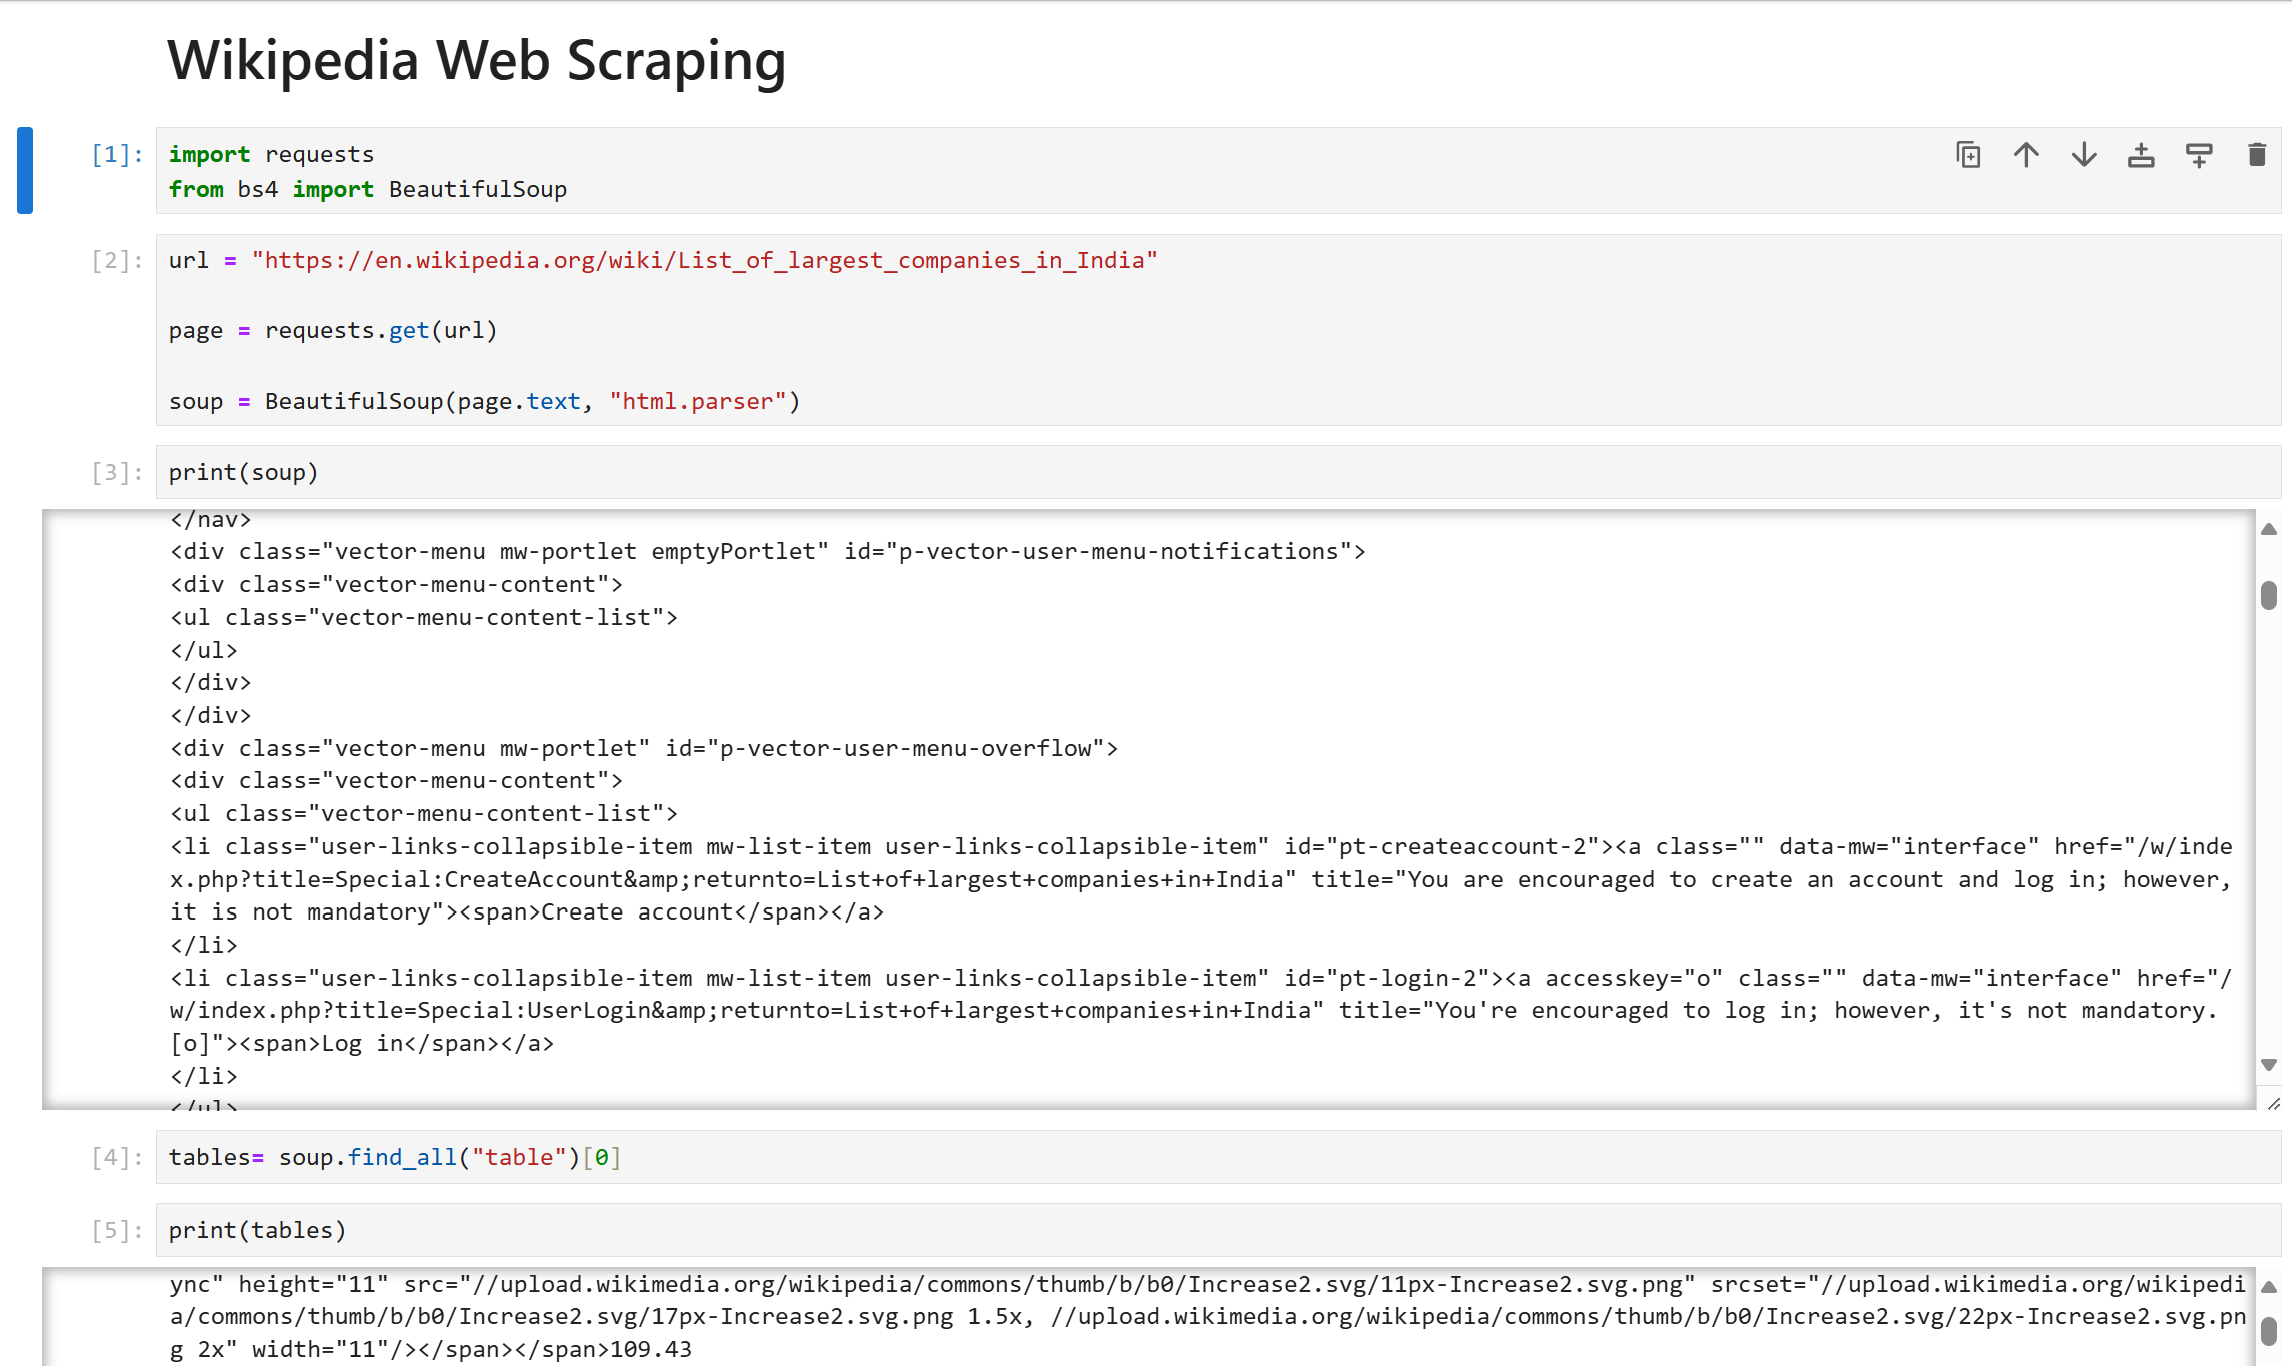 Wikipedia Web Scraping
[1]: import requests
from bs4 import BeautifulSoup
[2]: url = "https://en.wikipedia.org/wiki/List_of_largest_companies_in_India"
page = requests.get(url)
soup = BeautifulSoup(page.text, "html.parser")
[3]: print(soup)
</nav>
<div class="vector-menu mw-portlet emptyPortlet" id="p-vector-user-menu-notifications">
<div class="vector-menu-content">
<ul class="vector-menu-content-list">
</ul>
</div>
</div>
<div class="vector-menu mw-portlet" id="p-vector-user-menu-overflow">
<div class="vector-menu-content">
<ul class="vector-menu-content-list">
<li class="user-links-collapsible-item mw-list-item user-links-collapsible-item" id="pt-createaccount-2"><a class="" data-mw="interface" href="/w/inde
x.php?title=Special:CreateAccount&amp;returnto=List+of+largest+companies+in+India" title="You are encouraged to create an account and log in; however,
it is not mandatory"><span>Create account</span></a>
</li>
<li class="user-links-collapsible-item mw-list-item user-links-collapsible-item" id="pt-login-2"><a accesskey="o" class="" data-mw="interface" href="/
w/index.php?title=Special:UserLogin&amp;returnto=List+of+largest+companies+in+India" title="You're encouraged to log in; however, it's not mandatory.
[o]"><span>Log in</span></a>
</li>
</ul>
[4]: tables= soup.find_all("table")[0]
[5]: print(tables)
ync" height="11" src="//upload.wikimedia.org/wikipedia/commons/thumb/b/b0/Increase2.svg/11px-Increase2.svg.png" srcset="//upload.wikimedia.org/wikipedi
a/commons/thumb/b/b0/Increase2.svg/17px-Increase2.svg.png 1.5x, //upload.wikimedia.org/wikipedia/commons/thumb/b/b0/Increase2.svg/22px-Increase2.svg.pn
g 2x" width="11"/></span></span>109.43